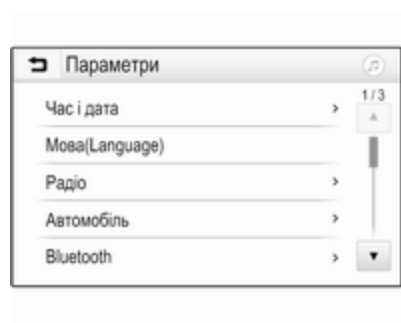 Параметри
1/3
Час і дата
Мова(Language)
Радіо
Автомобіль
Bluetooth